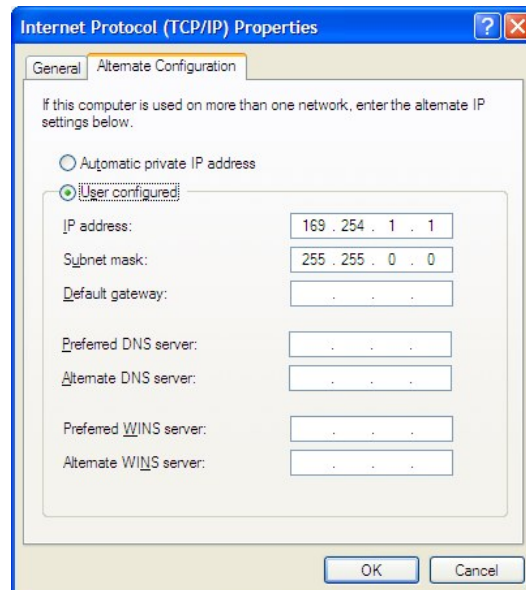 Internet Protocol (TCP/IP) Properties
General Alternate Configuration
If this computer is used on more than one network, enter the alternate IP
settings below.
Automatic private IP address
User configured
IP address: 169 . 254 . 1 . 1
Subnet mask: 255 . 255 . 0 . 0
Default gateway: . . .
Preferred DNS server: . . .
Alternate DNS server: . . .
Preferred WINS server: . . .
Alternate WINS server: . . .
OK Cancel